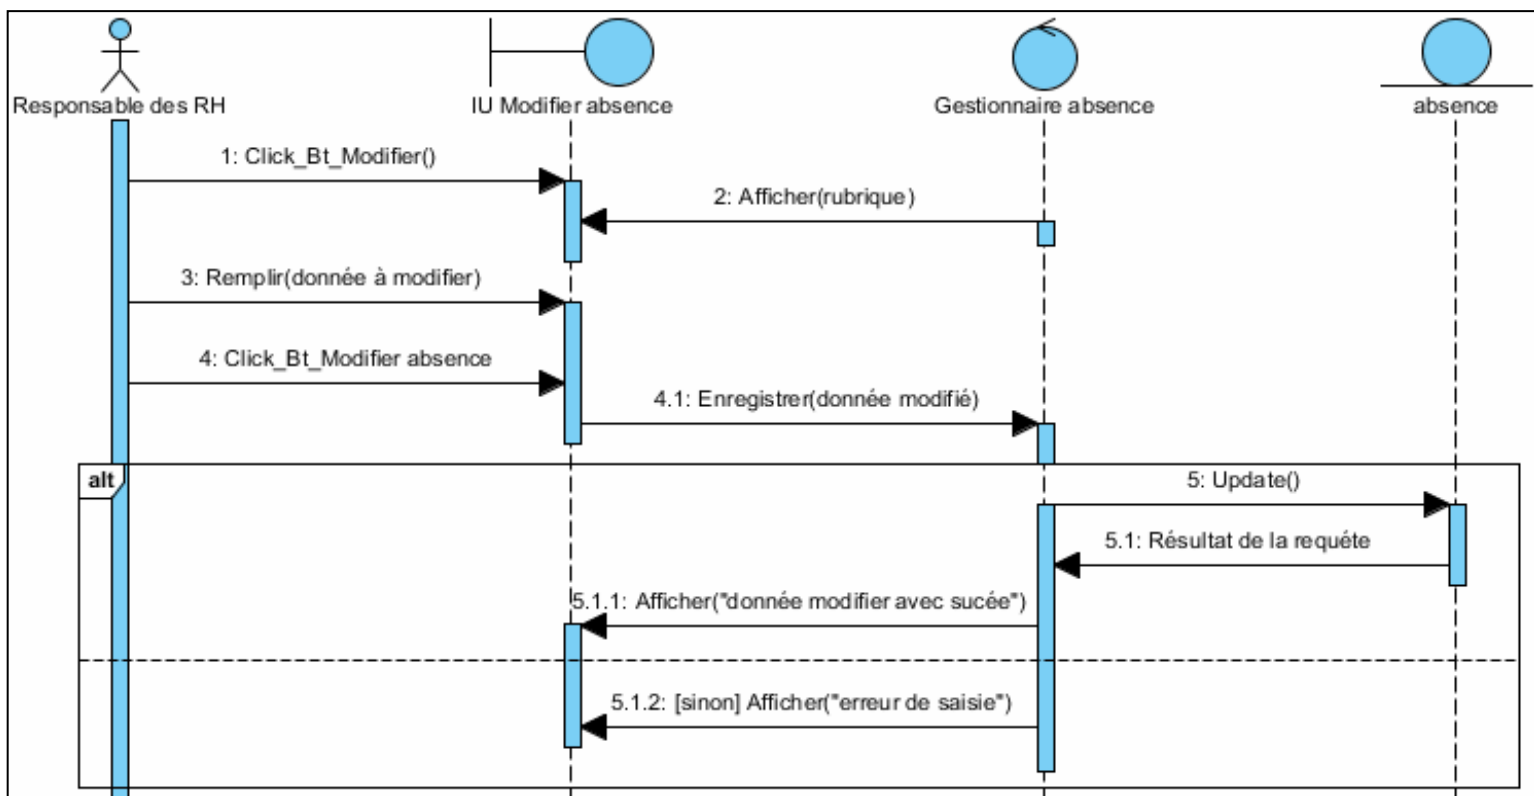 Responsable des RH
IU Modifier absence
Gestionnaire absence
absence
1: Click_Bt_Modifier()
2: Afficher(rubrique)
3: Remplir(donnée à modifier)
4: Click_Bt_Modifier absence
4.1: Enregistrer(donnée modifié)
alt
5: Update()
5.1: Résultat de la requéte
5.1.1: Afficher("donnée modifier avec sucée")
5.1.2: [sinon] Afficher("erreur de saisie")